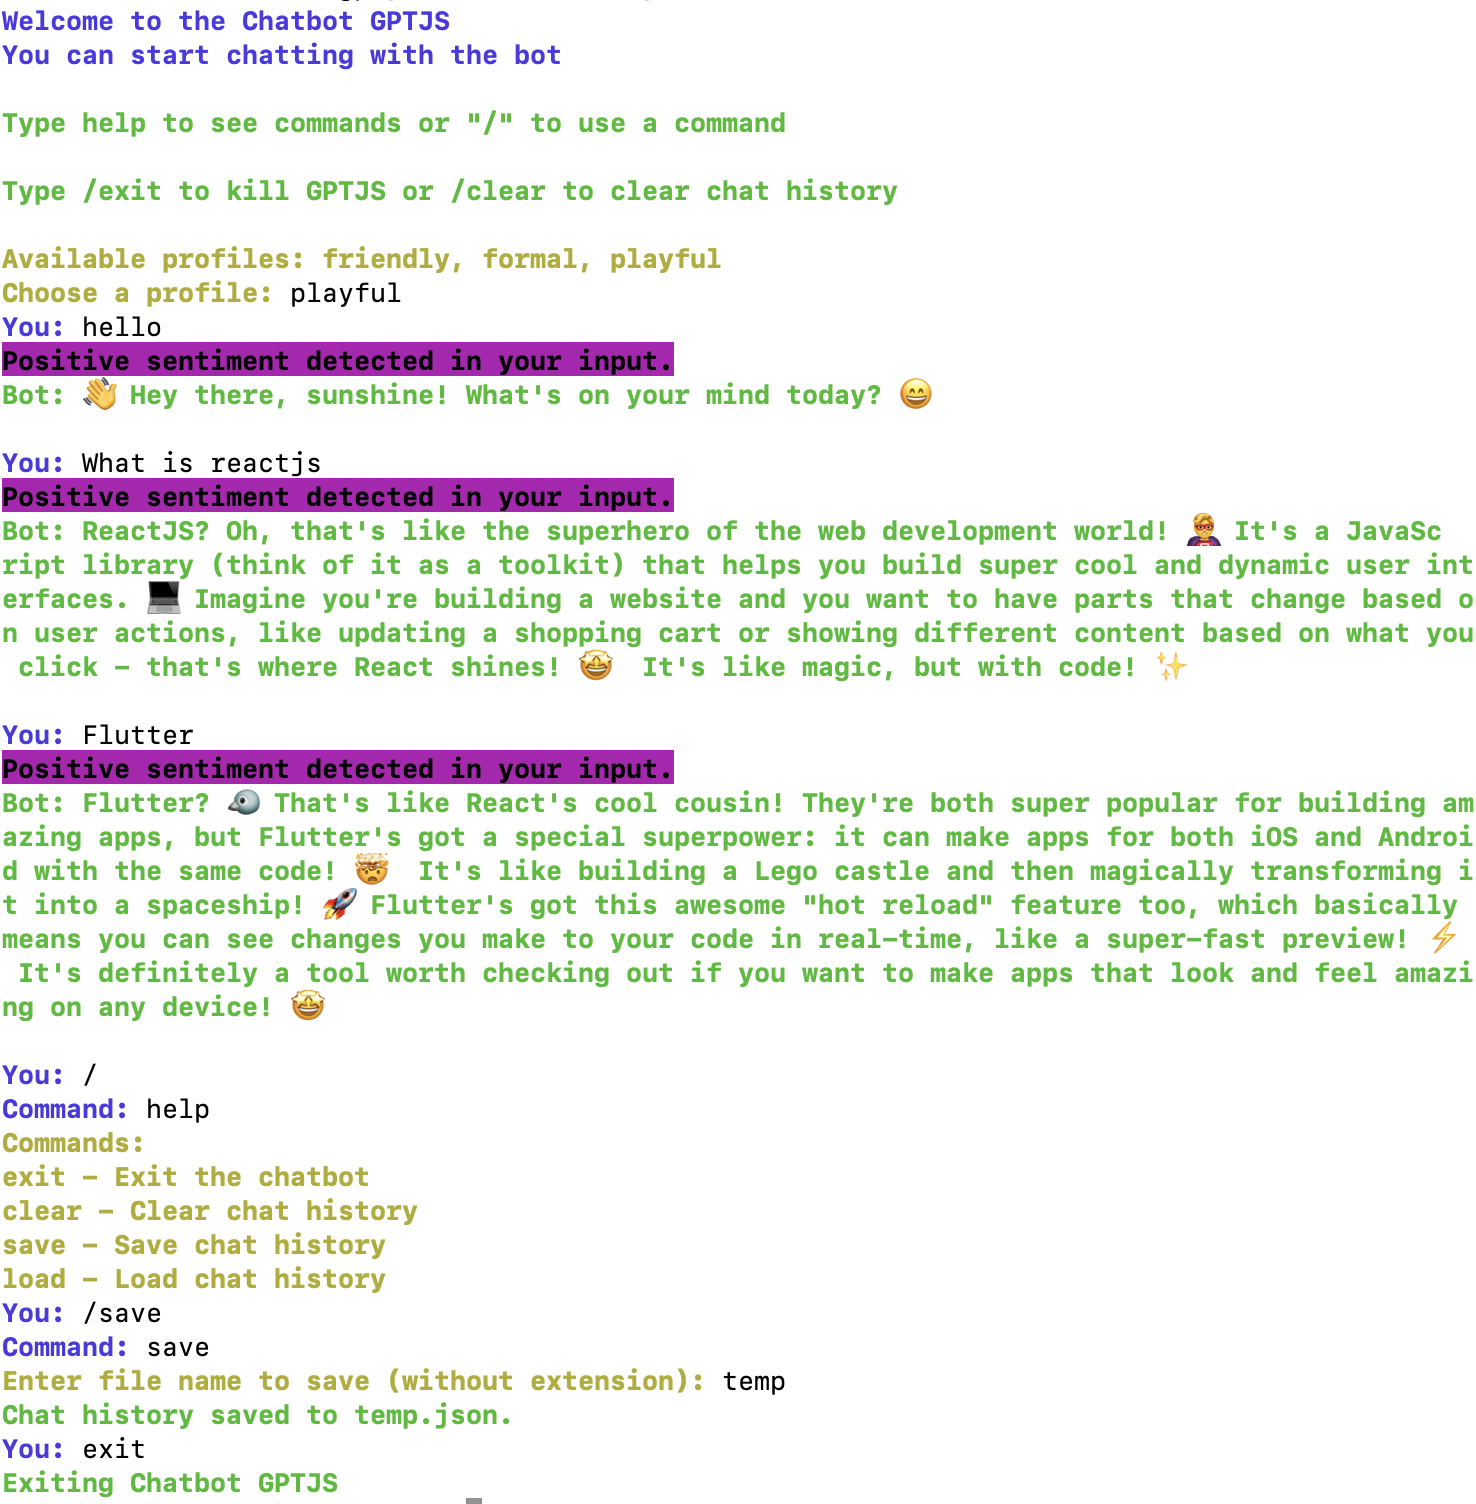 Welcome to the Chatbot GPTJS
You can start chatting with the bot
Type help to see commands or "/" to use a command
Type /exit to kill GPTJS or /clear to clear chat history
Available profiles: friendly, formal, playful
Choose a profile: playful
You: hello
Positive sentiment detected in your input.
Bot: 👋 Hey there, sunshine! What's on your mind today? 😄
You: What is reactjs
Positive sentiment detected in your input.
Bot: ReactJS? Oh, that's like the superhero of the web development world! 🦸 It's a JavaSc
ript library (think of it as a toolkit) that helps you build super cool and dynamic user int
erfaces. 💻 Imagine you're building a website and you want to have parts that change based o
n user actions, like updating a shopping cart or showing different content based on what you
 click - that's where React shines! 🤩  It's like magic, but with code! ✨
You: Flutter
Positive sentiment detected in your input.
Bot: Flutter? 🐦 That's like React's cool cousin! They're both super popular for building am
azing apps, but Flutter's got a special superpower: it can make apps for both iOS and Androi
d with the same code! 🤯  It's like building a Lego castle and then magically transforming i
t into a spaceship! 🚀 Flutter's got this awesome "hot reload" feature too, which basically
means you can see changes you make to your code in real-time, like a super-fast preview! ⚡
 It's definitely a tool worth checking out if you want to make apps that look and feel amazi
ng on any device! 🤩
You: /
Command: help
Commands:
exit - Exit the chatbot
clear - Clear chat history
save - Save chat history
load - Load chat history
You: /save
Command: save
Enter file name to save (without extension): temp
Chat history saved to temp.json.
You: exit
Exiting Chatbot GPTJS